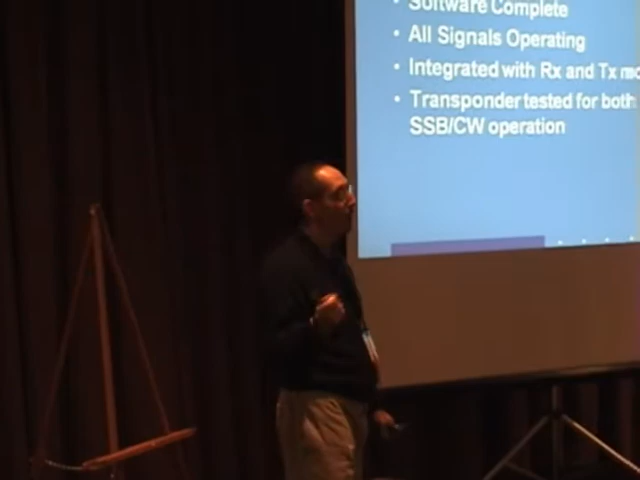 Software Complete
All Signals Operating
Integrated with Rx and Tx
Transponder tested for both
SSB/CW operation